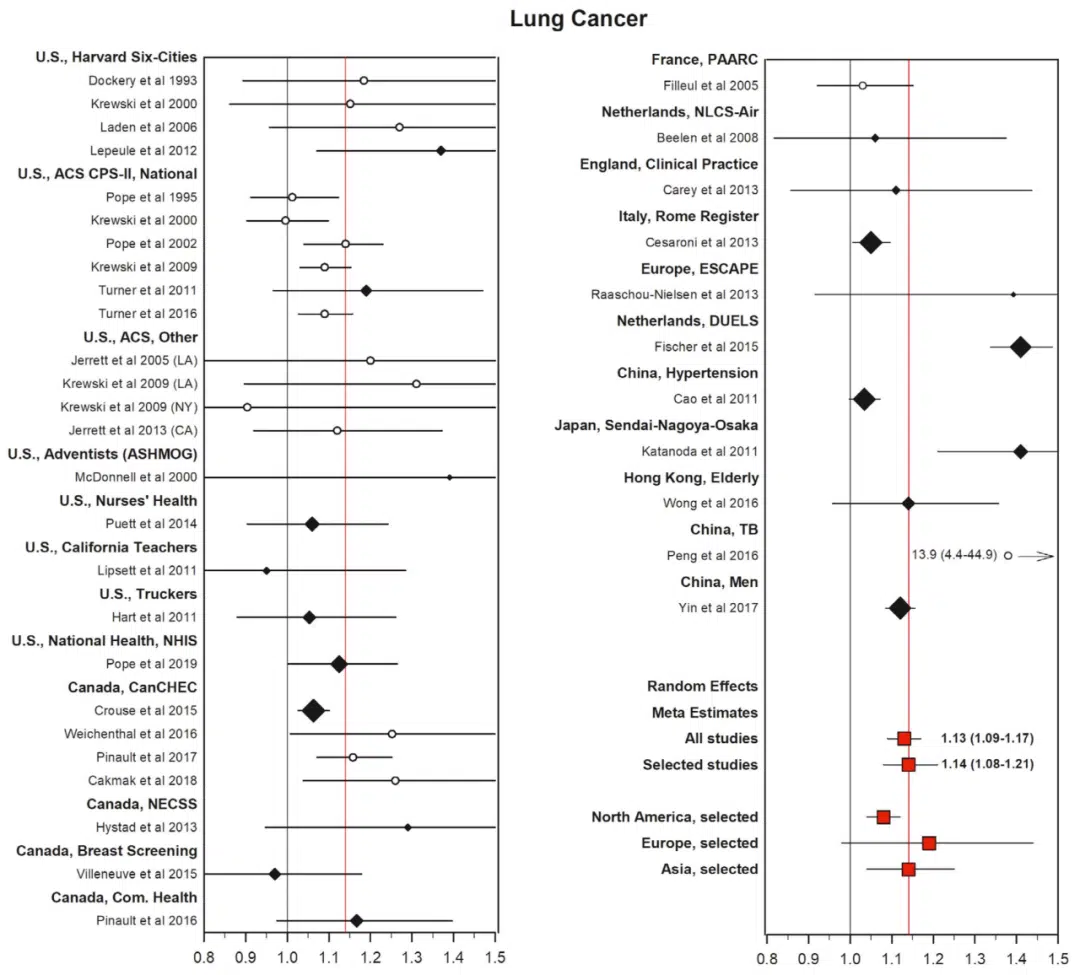 Lung Cancer
U.S., Harvard Six-Cities
Dockery et al 1993
Krewski et al 2000
Laden et al 2006
Lepeule et al 2012
U.S., ACS CPS-II, National
Pope et al 1995
Krewski et al 2000
Pope et al 2002
Krewski et al 2009
Turner et al 2011
Turner et al 2016
U.S., ACS, Other
Jerrett et al 2005 (LA)
Krewski et al 2009 (LA)
Krewski et al 2009 (NY)
Jerrett et al 2013 (CA)
U.S., Adventists (ASHMOG)
McDonnell et al 2000
U.S., Nurses' Health
Puett et al 2014
U.S., California Teachers
Lipsett et al 2011
U.S., Truckers
Hart et al 2011
U.S., National Health, NHIS
Pope et al 2019
Canada, CanCHEC
Crouse et al 2015
Weichenthal et al 2016
Pinault et al 2017
Cakmak et al 2018
Canada, NECSS
Hystad et al 2013
Canada, Breast Screening
Villeneuve et al 2015
Canada, Com. Health
Pinault et al 2016
0.8 0.9 1.0 1.1 1.2 1.3 1.4 1.5
France, PAARC
Filleul et al 2005
Netherlands, NLCS-Air
Beelen et al 2008
England, Clinical Practice
Carey et al 2013
Italy, Rome Register
Cesaroni et al 2013
Europe, ESCAPE
Raaschou-Nielsen et al 2013
Netherlands, DUELS
Fischer et al 2015
China, Hypertension
Cao et al 2011
Japan, Sendai-Nagoya-Osaka
Katanoda et al 2011
Hong Kong, Elderly
Wong et al 2016
China, TB
Peng et al 2016 13.9 (4.4-44.9)
China, Men
Yin et al 2017
Random Effects
Meta Estimates
All studies 1.13 (1.09-1.17)
Selected studies 1.14 (1.08-1.21)
North America, selected
Europe, selected
Asia, selected
0.8 0.9 1.0 1.1 1.2 1.3 1.4 1.5